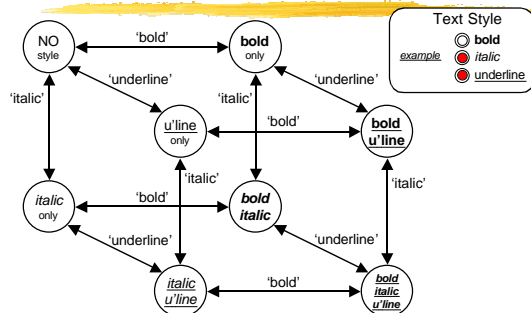 Text Style
bold
example
italic
underline
NO
style
'bold'
bold
only
'italic'
'underline'
'italic'
'underline'
u'line
only
'bold'
bold
u'line
'italic'
'italic'
italic
only
'bold'
bold
italic
'underline'
'underline'
italic
u'line
'bold'
bold
italic
u'line